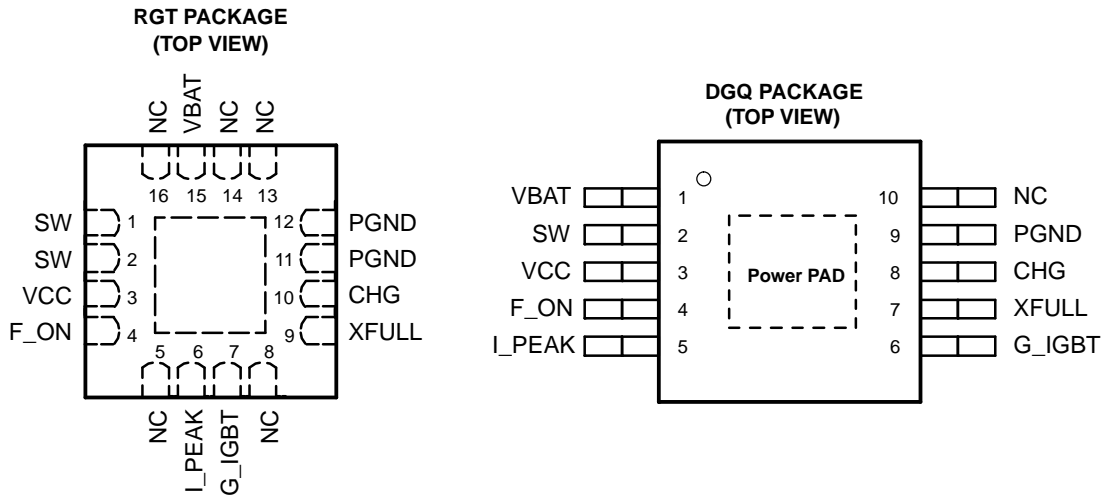 RGT PACKAGE
(TOP VIEW)
NC
VBAT
NC
NC
16 15 14 13
SW 1
SW 2
VCC 3
F_ON 4
12 PGND
11 PGND
10 CHG
9 XFULL
5 6 7 8
NC
I_PEAK
G_IGBT
NC
DGQ PACKAGE
(TOP VIEW)
VBAT 1
SW 2
VCC 3
F_ON 4
I_PEAK 5
Power PAD
10 NC
9 PGND
8 CHG
7 XFULL
6 G_IGBT